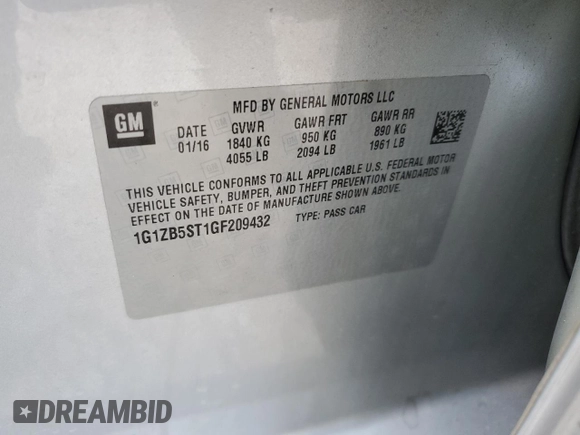 GM
MFD BY GENERAL MOTORS LLC
DATE GVWR GAWR FRT GAWR RR
01/16 1840 KG 950 KG 890 KG
4055 LB 2094 LB 1961 LB
THIS VEHICLE CONFORMS TO ALL APPLICABLE U.S. FEDERAL MOTOR
VEHICLE SAFETY, BUMPER, AND THEFT PREVENTION STANDARDS IN
EFFECT ON THE DATE OF MANUFACTURE SHOWN ABOVE.
1G1ZB5ST1GF209432 TYPE: PASS CAR
DREAMBID